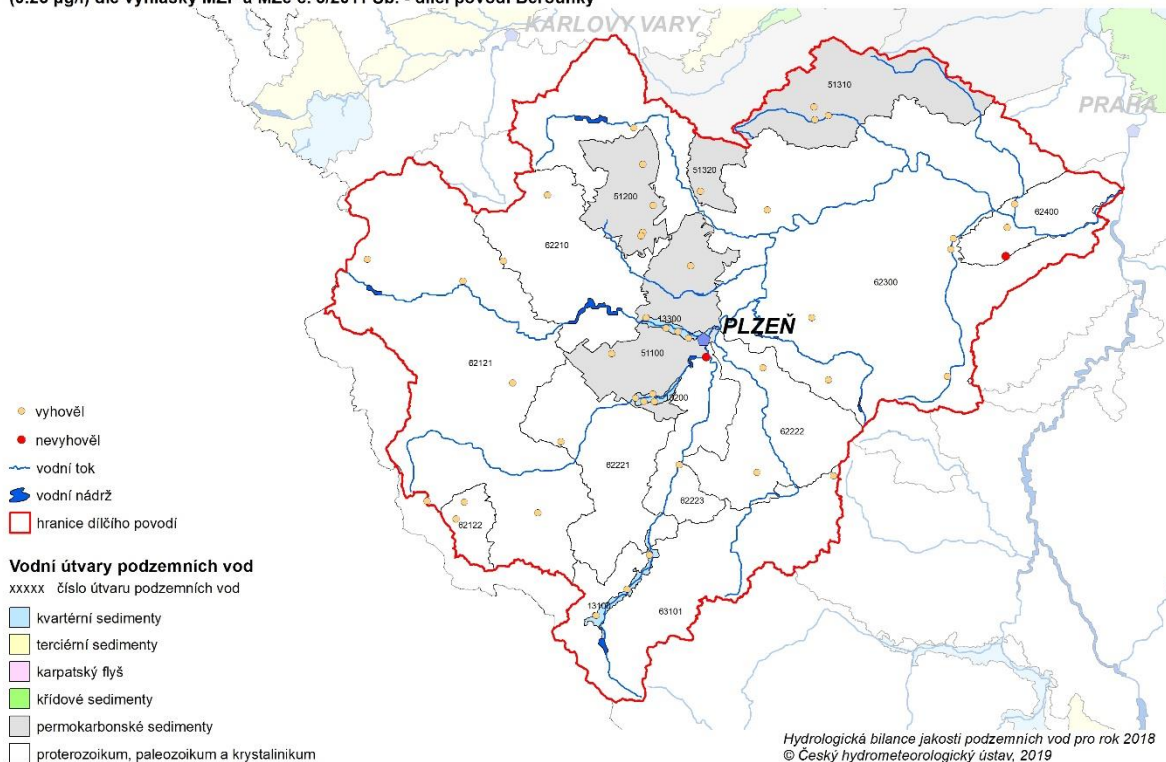 KARLOVY VARY
PRAHA
51310
51320
51200
62400
62210
62300
13300
PLZEŇ
51100
62121
13200
62222
62221
62223
62122
13100
63101
vyhověl
nevyhověl
vodní tok
vodní nádrž
hranice dílčího povodí
Vodní útvary podzemních vod
xxxxx číslo útvaru podzemních vod
kvartérní sedimenty
terciérní sedimenty
karpatský flyš
křídové sedimenty
permokarbonské sedimenty
proterozoikum, paleozoikum a krystalinikum
Hydrologická bilance jakosti podzemních vod pro rok 2018
© Český hydrometeorologický ústav, 2019